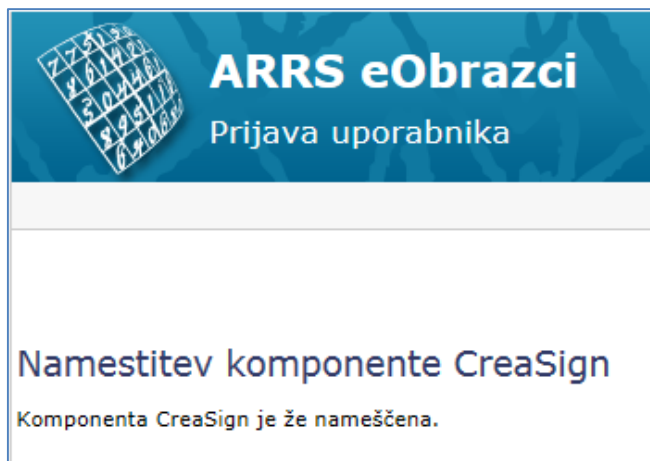 ARRS eObrazci
Prijava uporabnika
Namestitev komponente CreaSign
Komponenta CreaSign je že nameščena.